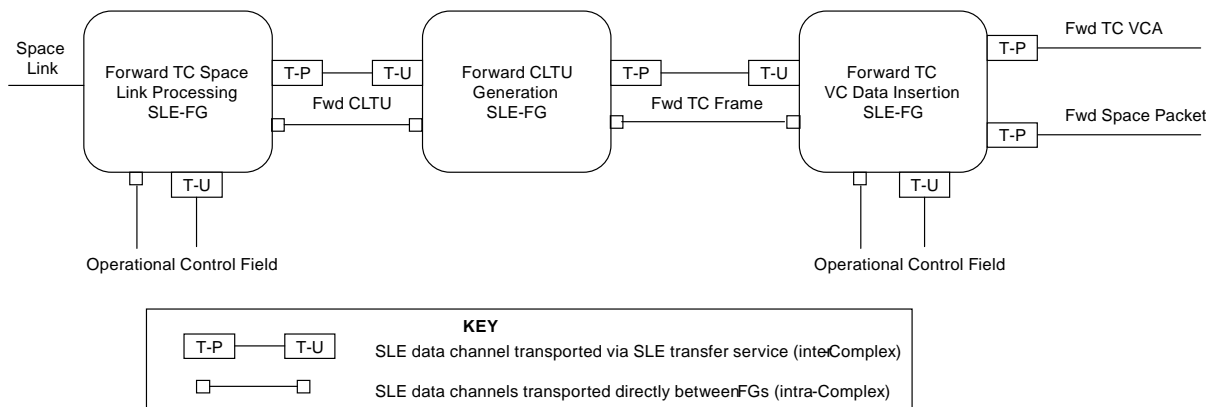 Space
Link
Forward TC Space
Link Processing
SLE-FG
T-P
T-U
Fwd CLTU
Forward CLTU
Generation
SLE-FG
T-P
T-U
Fwd TC Frame
Forward TC
VC Data Insertion
SLE-FG
T-P
Fwd TC VCA
T-P
Fwd Space Packet
T-U
Operational Control Field
T-U
Operational Control Field
KEY
T-P
T-U
SLE data channel transported via SLE transfer service (interComplex)
SLE data channels transported directly betweenFGs (intra-Complex)